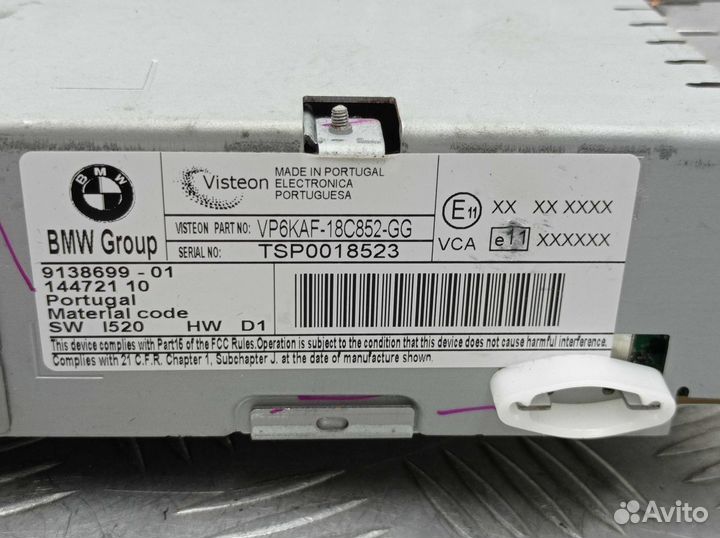 BMW
BMW Group
Visteon
MADE IN PORTUGAL
ELECTRONICA
PORTUGUESA
VISTEON PART NO: VP6KAF-18C852-GG
SERIAL NO: TSP0018523
E11 XX XX XXXX
VCA e11 XXXXXX
9138699 - 01
144721 10
Portugal
Material code
SW I520 HW D1
This device complies with Part16 of the FCC Rules.Operation is subject to the condition that this device does not cause harmful interference.
Complies with 21 C.F.R. Chapter 1, Subchapter J. at the date of manufacture shown.
Avito